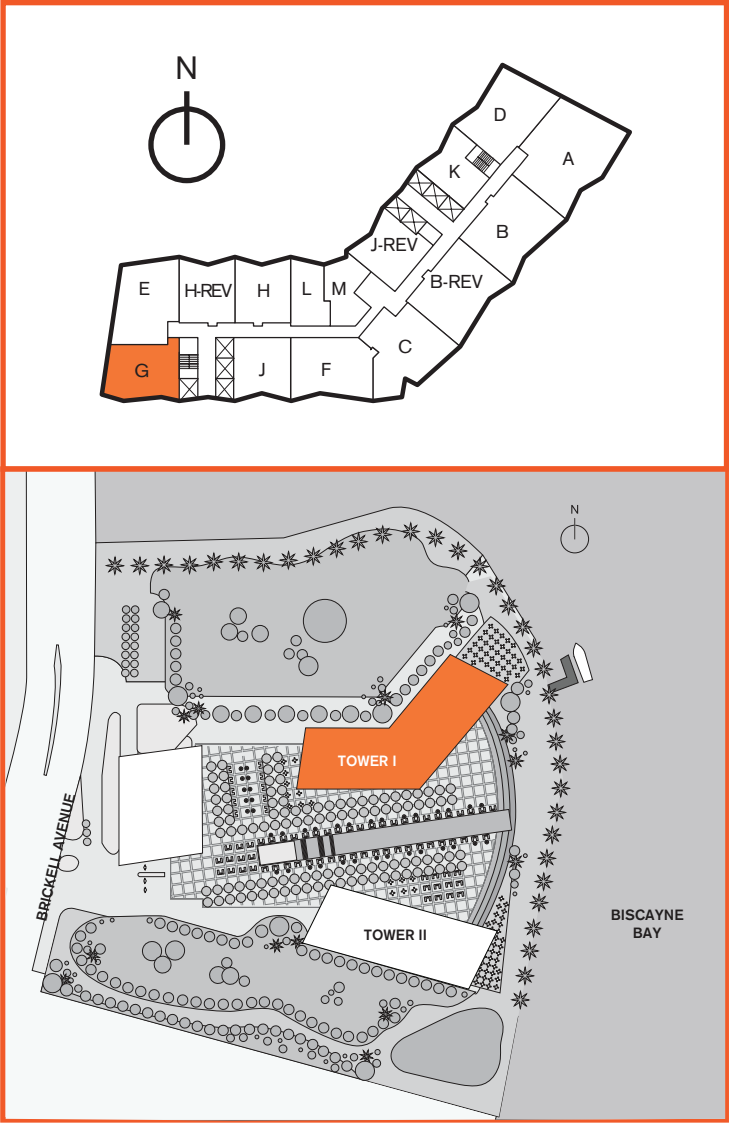 N
D
A
K
B
J-REV
B-REV
E
H-REV
H
L
M
C
G
J
F
N
TOWER I
BRICKELL AVENUE
TOWER II
BISCAYNE
BAY